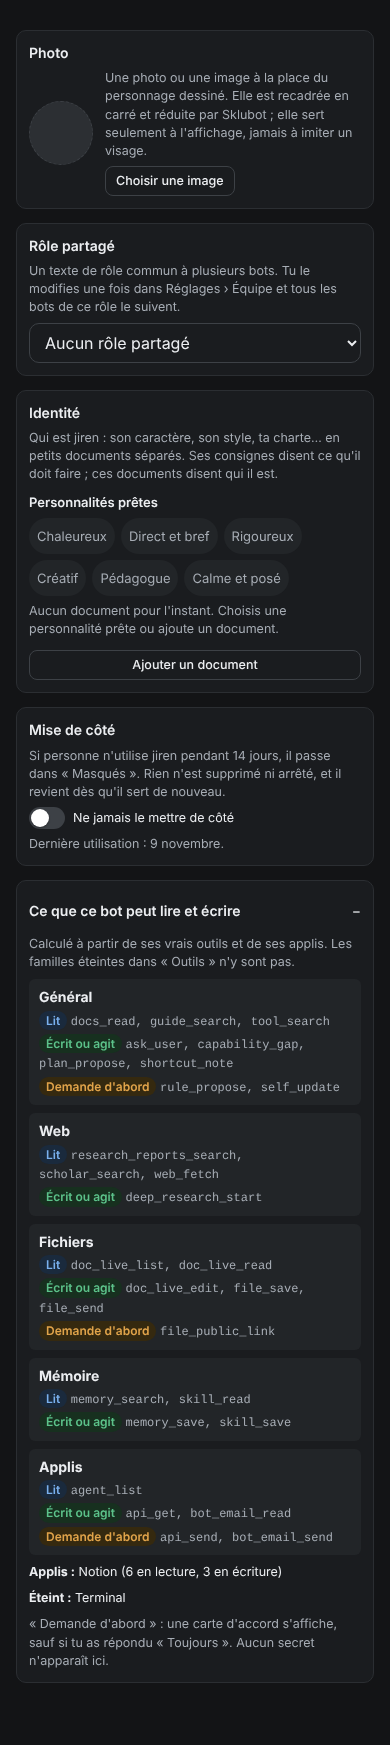 Photo
Une photo ou une image à la place du
personnage dessiné. Elle est recadrée en
carré et réduite par Sklubot ; elle sert
seulement à l'affichage, jamais à imiter un
visage.
Choisir une image
Rôle partagé
Un texte de rôle commun à plusieurs bots. Tu le
modifies une fois dans Réglages › Équipe et tous les
bots de ce rôle le suivent.
Aucun rôle partagé
Identité
Qui est jiren : son caractère, son style, ta charte… en
petits documents séparés. Ses consignes disent ce qu'il
doit faire ; ces documents disent qui il est.
Personnalités prêtes
Chaleureux Direct et bref Rigoureux
Créatif Pédagogue Calme et posé
Aucun document pour l'instant. Choisis une
personnalité prête ou ajoute un document.
Ajouter un document
Mise de côté
Si personne n'utilise jiren pendant 14 jours, il passe
dans « Masqués ». Rien n'est supprimé ni arrêté, et il
revient dès qu'il sert de nouveau.
Ne jamais le mettre de côté
Dernière utilisation : 9 novembre.
Ce que ce bot peut lire et écrire –
Calculé à partir de ses vrais outils et de ses applis. Les
familles éteintes dans « Outils » n'y sont pas.
Général
Lit docs_read, guide_search, tool_search
Écrit ou agit ask_user, capability_gap,
plan_propose, shortcut_note
Demande d'abord rule_propose, self_update
Web
Lit research_reports_search,
scholar_search, web_fetch
Écrit ou agit deep_research_start
Fichiers
Lit doc_live_list, doc_live_read
Écrit ou agit doc_live_edit, file_save,
file_send
Demande d'abord file_public_link
Mémoire
Lit memory_search, skill_read
Écrit ou agit memory_save, skill_save
Applis
Lit agent_list
Écrit ou agit api_get, bot_email_read
Demande d'abord api_send, bot_email_send
Applis : Notion (6 en lecture, 3 en écriture)
Éteint : Terminal
« Demande d'abord » : une carte d'accord s'affiche,
sauf si tu as répondu « Toujours ». Aucun secret
n'apparaît ici.